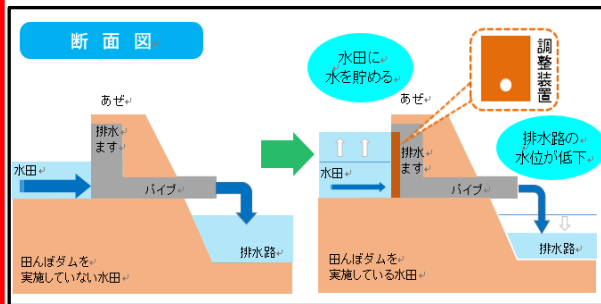 断面図
あぜ
排水
ます
水田
パイプ
排水路
田んぼダムを
実施していない水田
水田に
水を貯める
調整装置
あぜ
排水路の
水位が低下
排水
ます
水田
パイプ
排水路
田んぼダムを
実施している水田